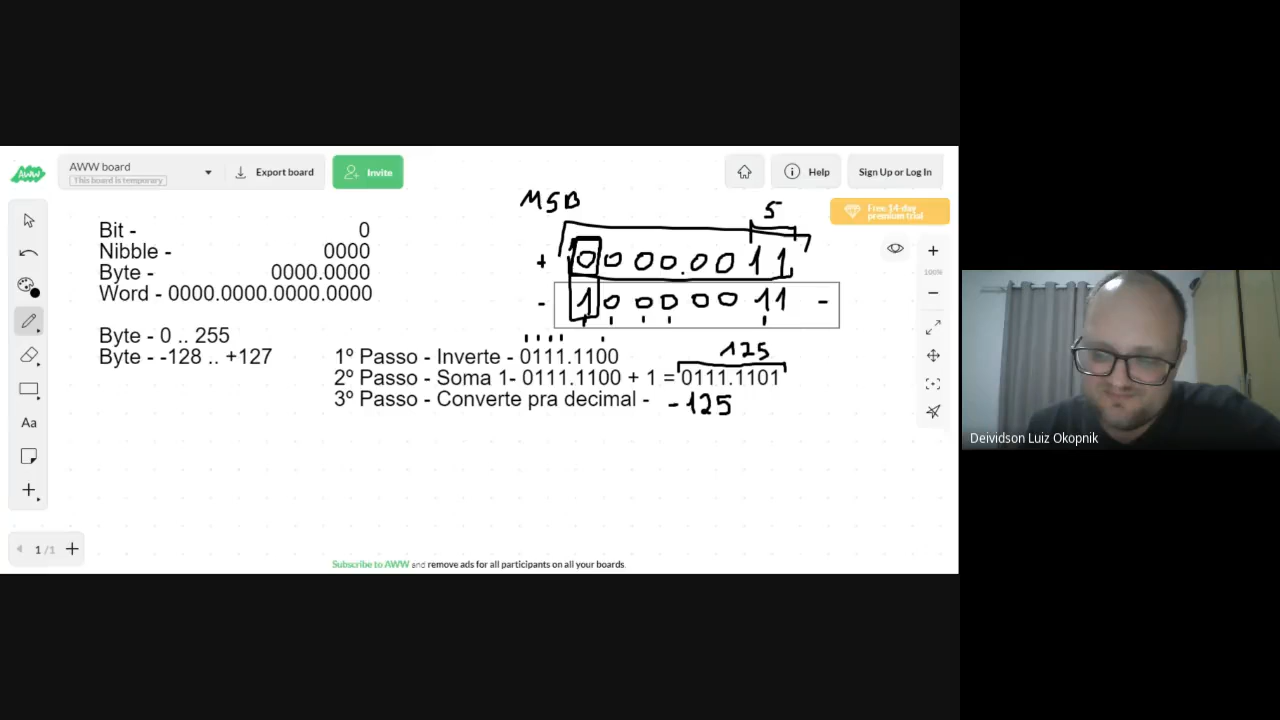 AWW board
This board is temporary
Export board
Invite
Help
Sign Up or Log In
AWW
Free 14-day
premium trial
MSB
5
Bit - 0
Nibble - 0000
Byte - 0000.0000
Word - 0000.0000.0000.0000
+ 0000.0011
100%
- 10000011 -
Byte - 0 .. 255
Byte - -128 .. +127
1º Passo - Inverte - 0111.1100
125
2º Passo - Soma 1- 0111.1100 + 1 = 0111.1101
3º Passo - Converte pra decimal - -125
Aa
Deividson Luiz Okopnik
1 /1
Subscribe to AWW and remove ads for all participants on all your boards.